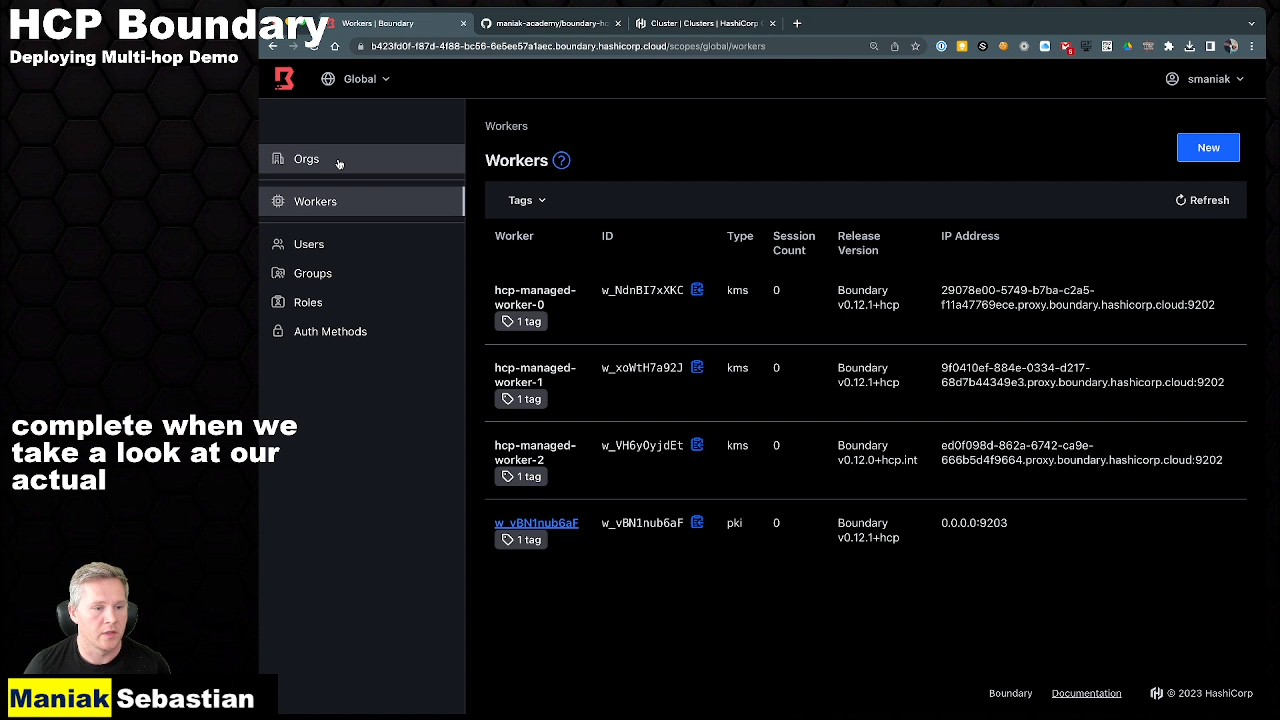 HCP Boundary
Deploying Multi-hop Demo
Workers | Boundary
maniak-academy/boundary-hc
Cluster | Clusters | HashiCorp C
b423fd0f-f87d-4f88-bc56-6e5ee57a1aec.boundary.hashicorp.cloud/scopes/global/workers
Global
smaniak
Orgs
Workers
Users
Groups
Roles
Auth Methods
Workers
Workers
New
Tags
Refresh
Worker ID Type Session Count Release Version IP Address
hcp-managed-worker-0 w_NdnBI7xXKC kms 0 Boundary v0.12.1+hcp 29078e00-5749-b7ba-c2a5-f11a47769ece.proxy.boundary.hashicorp.cloud:9202
1 tag
hcp-managed-worker-1 w_xoWtH7a92J kms 0 Boundary v0.12.1+hcp 9f0410ef-884e-0334-d217-68d7b44349e3.proxy.boundary.hashicorp.cloud:9202
1 tag
hcp-managed-worker-2 w_VH6yOyjdEt kms 0 Boundary v0.12.0+hcp.int ed0f098d-862a-6742-ca9e-666b5d4f9664.proxy.boundary.hashicorp.cloud:9202
1 tag
w_vBN1nub6aF w_vBN1nub6aF pki 0 Boundary v0.12.1+hcp 0.0.0.0:9203
1 tag
complete when we
take a look at our
actual
Maniak Sebastian
Boundary
Documentation
© 2023 HashiCorp